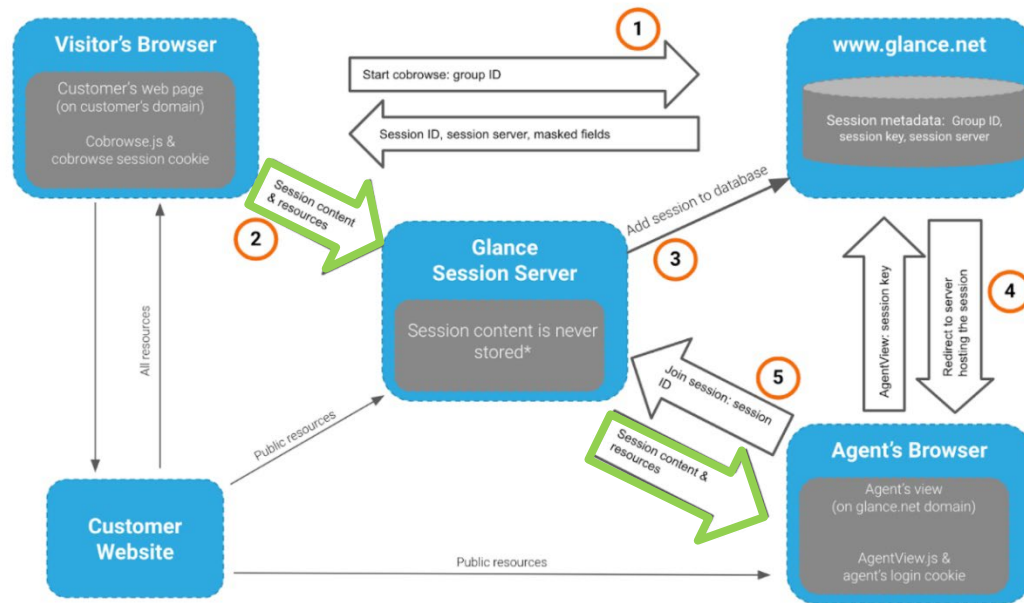 Visitor's Browser
Customer's web page
(on customer's domain)
Cobrowse.js &
cobrowse session cookie
1
Start cobrowse: group ID
Session ID, session server, masked fields
www.glance.net
Session metadata: Group ID,
session key, session server
Session content
& resources
2
Glance
Session Server
Session content is never
stored*
Add session to database
3
AgentView: session key
Redirect to server
hosting the session
4
All resources
Public resources
Join session: session
ID
5
Session content &
resources
Customer
Website
Public resources
Agent's Browser
Agent's view
(on glance.net domain)
AgentView.js &
agent's login cookie